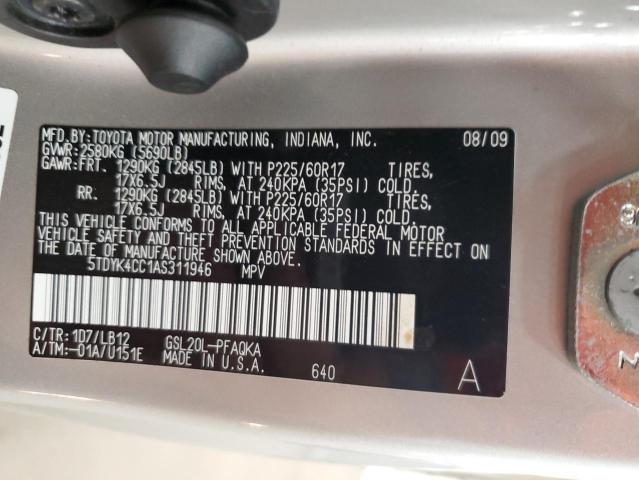 MFD.BY:TOYOTA MOTOR MANUFACTURING, INDIANA, INC. 08/09
GVWR:2580KG (5690LB)
GAWR:FRT. 1290KG (2845LB) WITH P225/60R17 TIRES,
17X6.5J RIMS, AT 240KPA (35PSI) COLD.
RR. 1290KG (2845LB) WITH P225/60R17 TIRES,
17X6.5J RIMS, AT 240KPA (35PSI) COLD.
THIS VEHICLE CONFORMS TO ALL APPLICABLE FEDERAL MOTOR
VEHICLE SAFETY AND THEFT PREVENTION STANDARDS IN EFFECT ON
THE DATE OF MANUFACTURE SHOWN ABOVE.
5TDYK4CC1AS311946 MPV
C/TR:1D7/LB12 GSL20L-PFAQKA
A/TM:-01A/U151E MADE IN U.S.A.
640
A